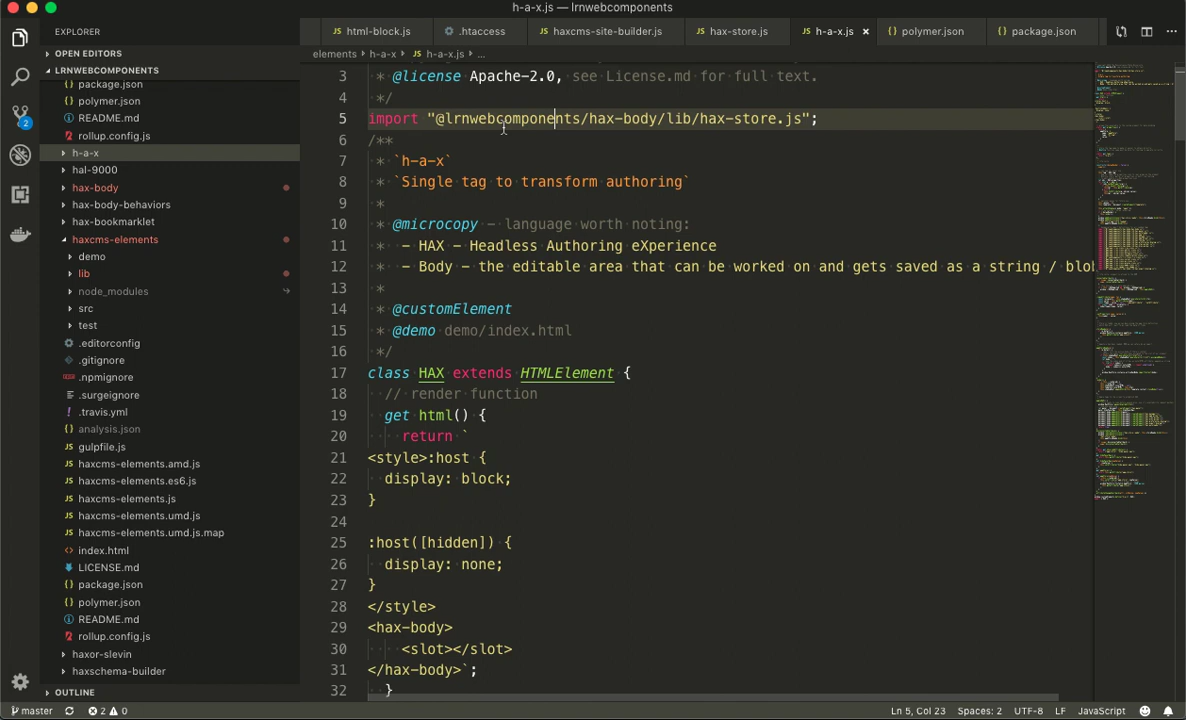 h-a-x.js — lrnwebcomponents
EXPLORER
OPEN EDITORS
LRNWEBCOMPONENTS
package.json
polymer.json
README.md
rollup.config.js
h-a-x
hal-9000
hax-body
hax-body-behaviors
hax-bookmarklet
haxcms-elements
demo
lib
node_modules
src
test
.editorconfig
.gitignore
.npmignore
.surgeignore
.travis.yml
analysis.json
gulpfile.js
haxcms-elements.amd.js
haxcms-elements.es6.js
haxcms-elements.js
haxcms-elements.umd.js
haxcms-elements.umd.js.map
index.html
LICENSE.md
package.json
polymer.json
README.md
rollup.config.js
haxor-slevin
haxschema-builder
OUTLINE
2
JS html-block.js .htaccess JS haxcms-site-builder.js JS hax-store.js JS h-a-x.js × {} polymer.json {} package.json
elements › h-a-x › JS h-a-x.js › ...
3 * @license Apache-2.0, see License.md for full text.
4 */
5 import "@lrnwebcomponents/hax-body/lib/hax-store.js";
6 /**
7 * `h-a-x`
8 * `Single tag to transform authoring`
9 *
10 * @microcopy - language worth noting:
11 * - HAX - Headless Authoring eXperience
12 * - Body - the editable area that can be worked on and gets saved as a string / blob
13 *
14 * @customElement
15 * @demo demo/index.html
16 */
17 class HAX extends HTMLElement {
18 // render function
19 get html() {
20 return `
21 <style>:host {
22 display: block;
23 }
24
25 :host([hidden]) {
26 display: none;
27 }
28 </style>
29 <hax-body>
30 <slot></slot>
31 </hax-body>`;
32 }
master 2 0 Ln 5, Col 23 Spaces: 2 UTF-8 LF JavaScript